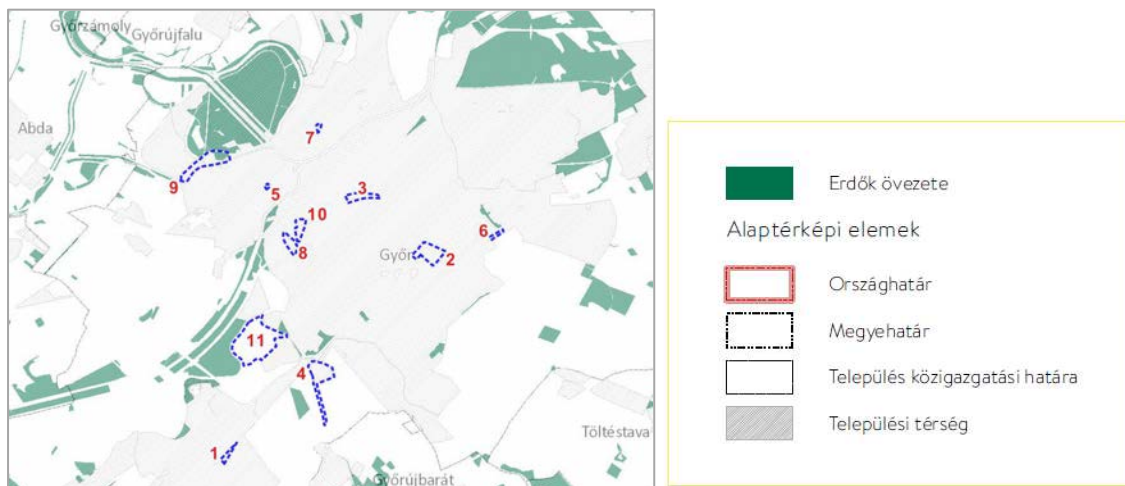 Győrzámoly
Győrújfalu
Abda
7
9
5
3
10
6
8
Győr
2
11
4
Töltéstava
1
Győrújbarát
Erdők övezete
Alaptérképi elemek
Országhatár
Megyehatár
Település közigazgatási határa
Települési térség